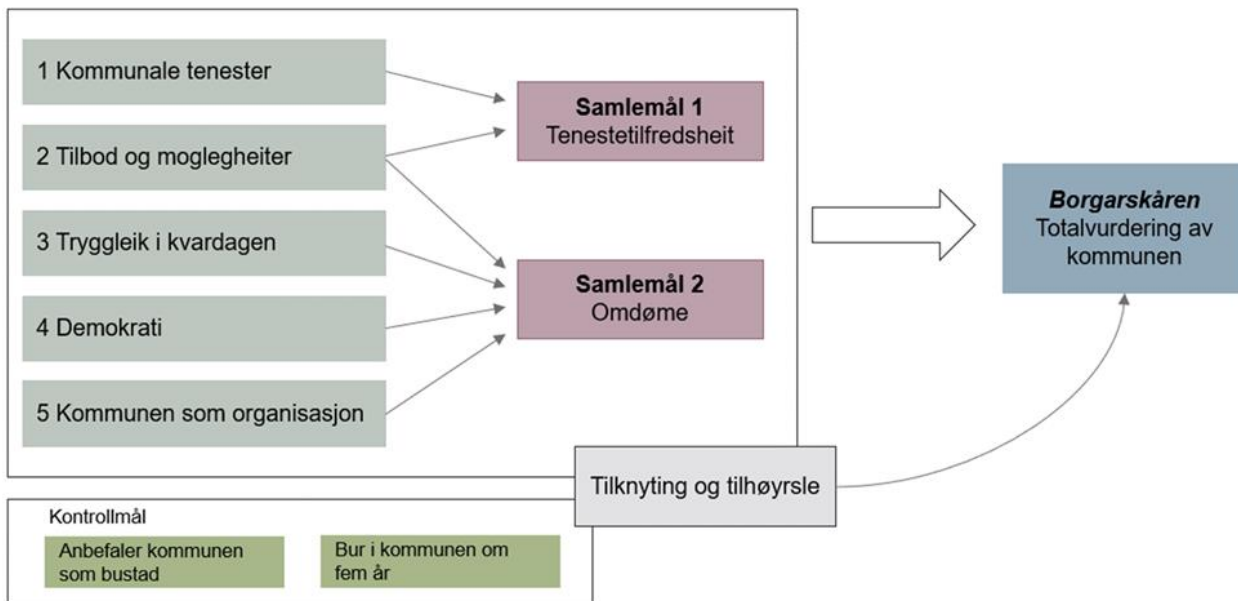 1 Kommunale tenester
2 Tilbod og moglegheiter
3 Tryggleik i kvardagen
4 Demokrati
5 Kommunen som organisasjon
Samlemål 1
Tenestetilfredsheit
Samlemål 2
Omdøme
Borgarskåren
Totalvurdering av
kommunen
Tilknyting og tilhøyrsle
Kontrollmål
Anbefaler kommunen
som bustad
Bur i kommunen om
fem år